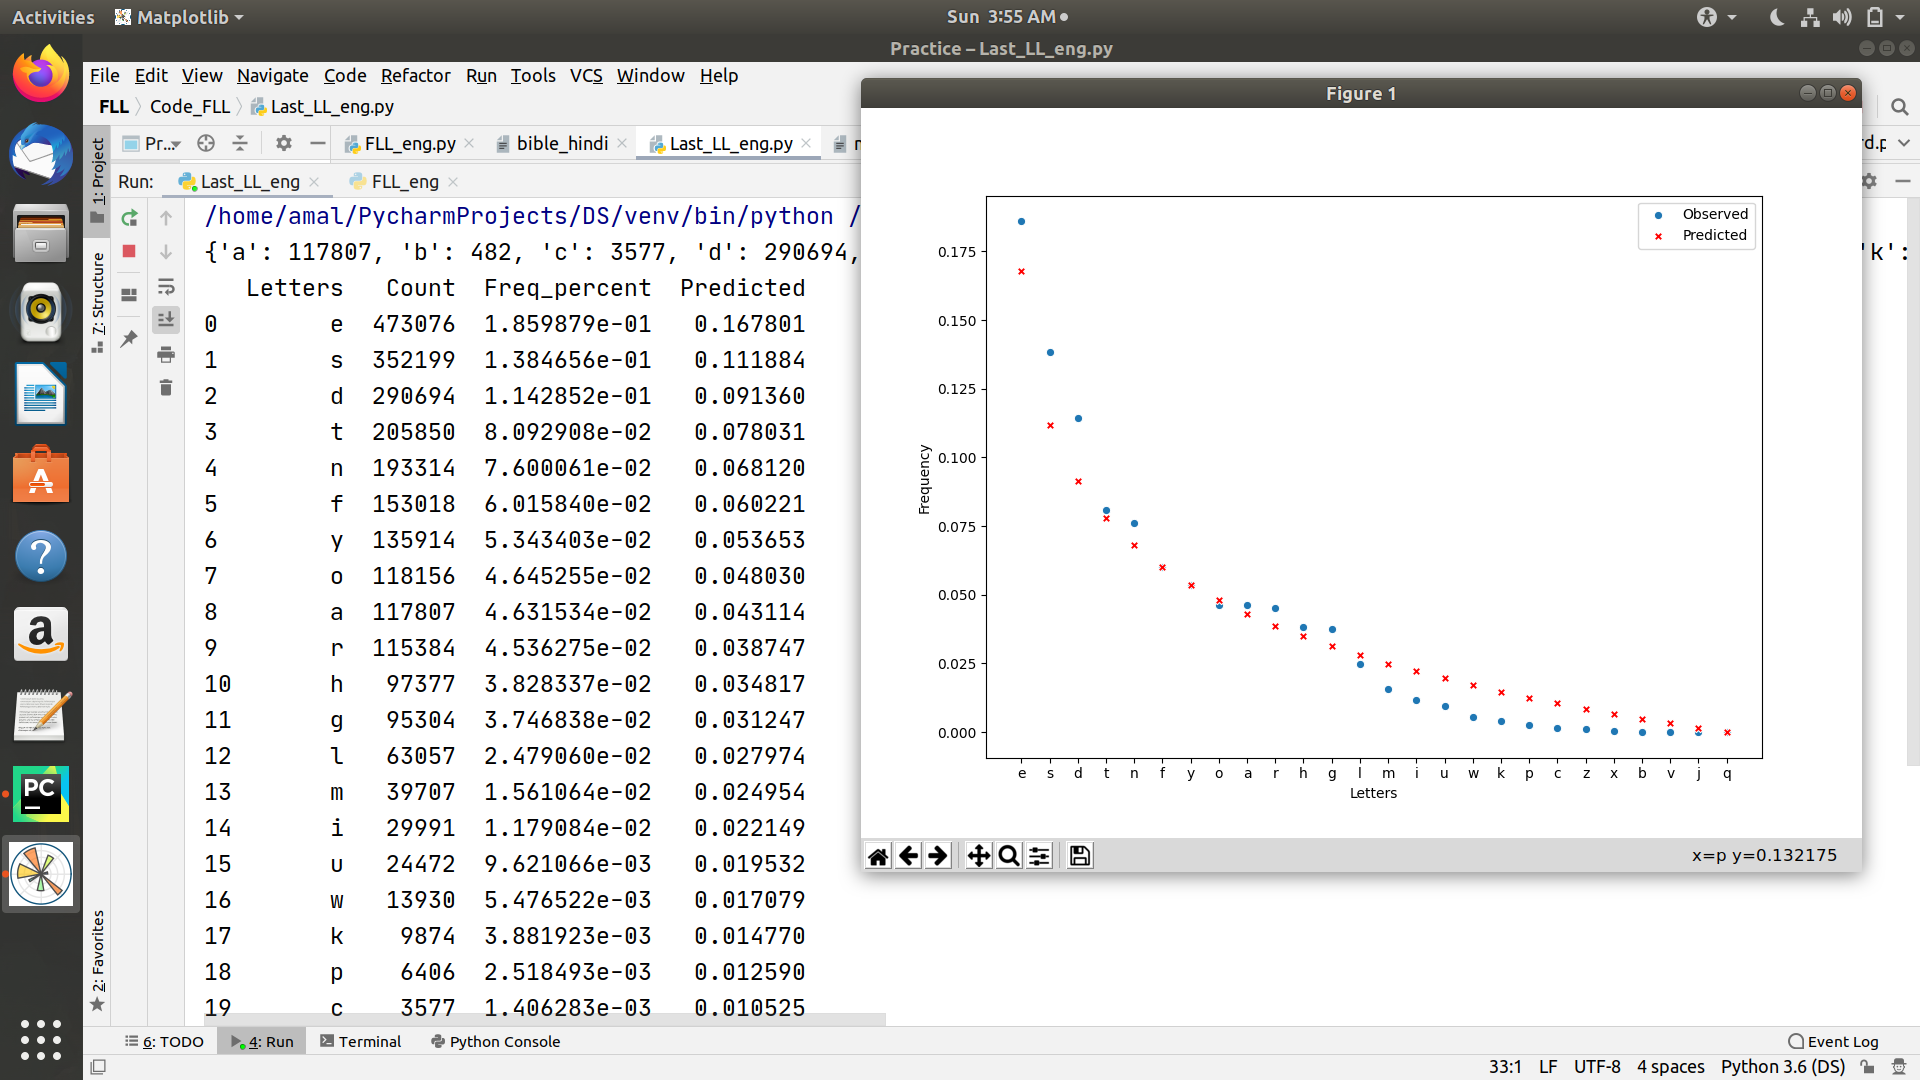 Activities Matplotlib Sun 3:55 AM
Practice – Last_LL_eng.py
File Edit View Navigate Code Refactor Run Tools VCS Window Help
FLL Code_FLL Last_LL_eng.py
Pr... FLL_eng.py bible_hindi Last_LL_eng.py
Run: Last_LL_eng FLL_eng
1: Project
7: Structure
2: Favorites
/home/amal/PycharmProjects/DS/venv/bin/python /
{'a': 117807, 'b': 482, 'c': 3577, 'd': 290694, 'k':
Letters Count Freq_percent Predicted
0 e 473076 1.859879e-01 0.167801
1 s 352199 1.384656e-01 0.111884
2 d 290694 1.142852e-01 0.091360
3 t 205850 8.092908e-02 0.078031
4 n 193314 7.600061e-02 0.068120
5 f 153018 6.015840e-02 0.060221
6 y 135914 5.343403e-02 0.053653
7 o 118156 4.645255e-02 0.048030
8 a 117807 4.631534e-02 0.043114
9 r 115384 4.536275e-02 0.038747
10 h 97377 3.828337e-02 0.034817
11 g 95304 3.746838e-02 0.031247
12 l 63057 2.479060e-02 0.027974
13 m 39707 1.561064e-02 0.024954
14 i 29991 1.179084e-02 0.022149
15 u 24472 9.621066e-03 0.019532
16 w 13930 5.476522e-03 0.017079
17 k 9874 3.881923e-03 0.014770
18 p 6406 2.518493e-03 0.012590
19 c 3577 1.406283e-03 0.010525
Figure 1
Observed
Predicted
0.175
0.150
0.125
0.100
0.075
0.050
0.025
0.000
Frequency
e s d t n f y o a r h g l m i u w k p c z x b v j q
Letters
x=p y=0.132175
6: TODO 4: Run Terminal Python Console Event Log
33:1 LF UTF-8 4 spaces Python 3.6 (DS)